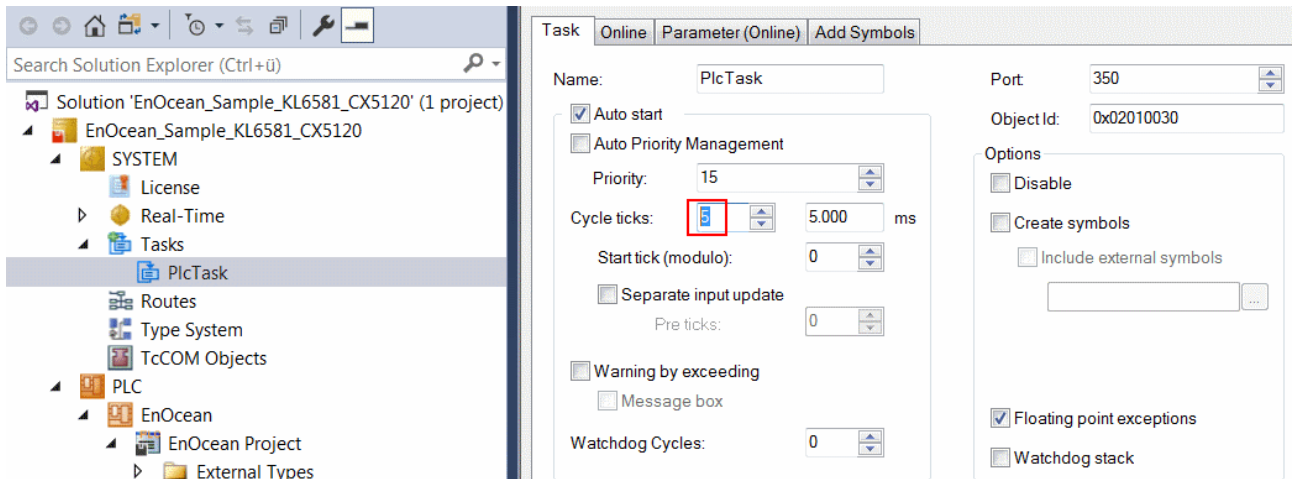 Search Solution Explorer (Ctrl+ü)
Solution 'EnOcean_Sample_KL6581_CX5120' (1 project)
EnOcean_Sample_KL6581_CX5120
SYSTEM
License
Real-Time
Tasks
PlcTask
Routes
Type System
TcCOM Objects
PLC
EnOcean
EnOcean Project
External Types
Task Online Parameter (Online) Add Symbols
Name: PlcTask
Auto start
Auto Priority Management
Priority: 15
Cycle ticks: 5 5.000 ms
Start tick (modulo): 0
Separate input update
Pre ticks: 0
Warning by exceeding
Message box
Watchdog Cycles: 0
Port: 350
Object Id: 0x02010030
Options
Disable
Create symbols
Include external symbols
...
Floating point exceptions
Watchdog stack